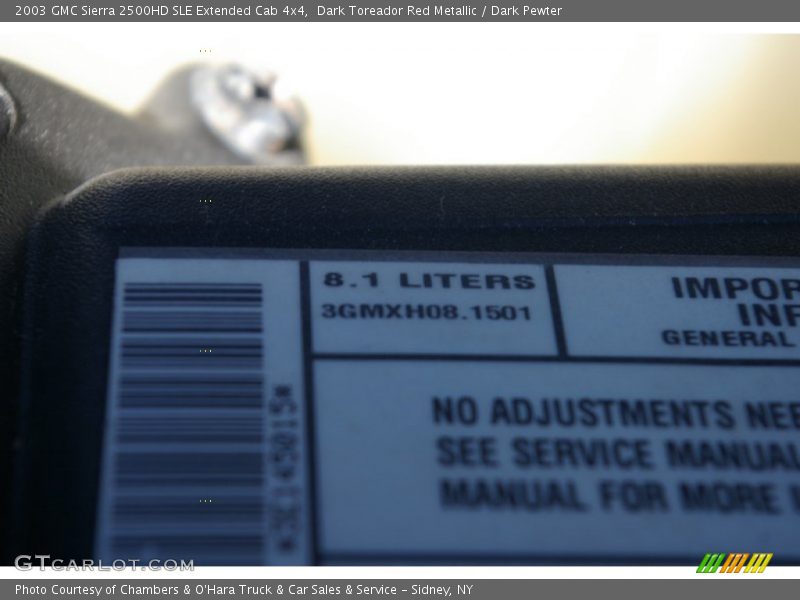 2003 GMC Sierra 2500HD SLE Extended Cab 4x4,  Dark Toreador Red Metallic / Dark Pewter
8.1 LITERS
3GMXH08.1501
IMPOR
INF
GENERAL
NO ADJUSTMENTS NEE
SEE SERVICE MANUAL
MANUAL FOR MORE
GTCARLOT.COM
Photo Courtesy of Chambers & O'Hara Truck & Car Sales & Service - Sidney, NY